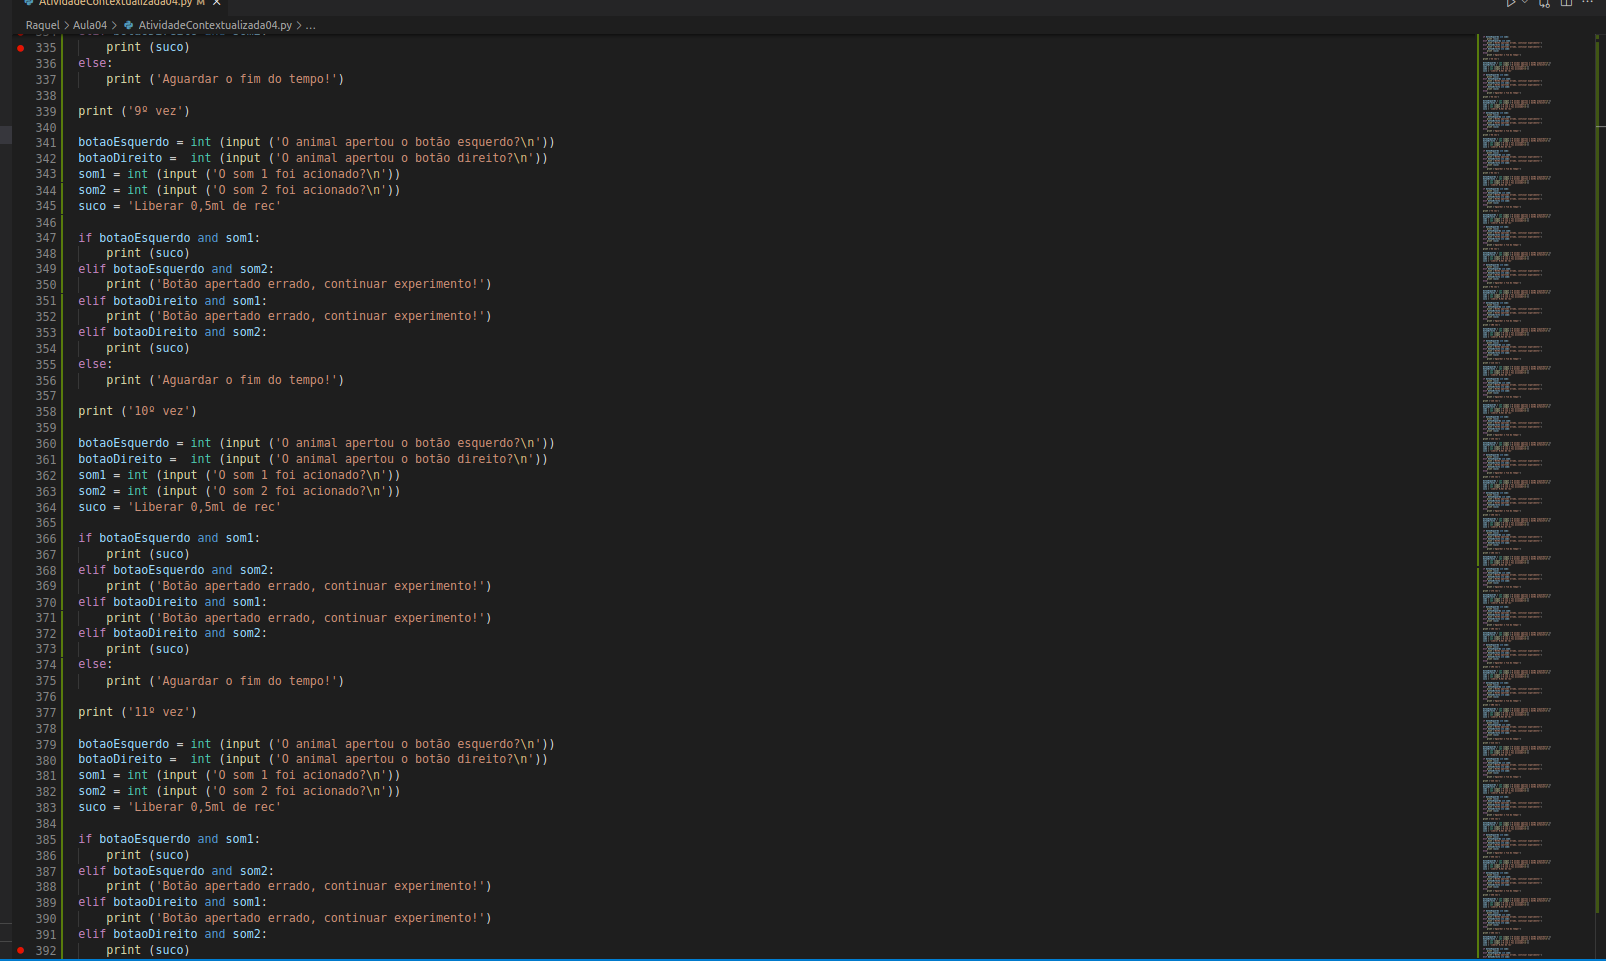 AtividadeContextualizada04.py M
Raquel > Aula04 > AtividadeContextualizada04.py > ...
335 print (suco)
336 else:
337 print ('Aguardar o fim do tempo!')
338
339 print ('9º vez')
340
341 botaoEsquerdo = int (input ('O animal apertou o botão esquerdo?\n'))
342 botaoDireito =  int (input ('O animal apertou o botão direito?\n'))
343 som1 = int (input ('O som 1 foi acionado?\n'))
344 som2 = int (input ('O som 2 foi acionado?\n'))
345 suco = 'Liberar 0,5ml de rec'
346
347 if botaoEsquerdo and som1:
348 print (suco)
349 elif botaoEsquerdo and som2:
350 print ('Botão apertado errado, continuar experimento!')
351 elif botaoDireito and som1:
352 print ('Botão apertado errado, continuar experimento!')
353 elif botaoDireito and som2:
354 print (suco)
355 else:
356 print ('Aguardar o fim do tempo!')
357
358 print ('10º vez')
359
360 botaoEsquerdo = int (input ('O animal apertou o botão esquerdo?\n'))
361 botaoDireito =  int (input ('O animal apertou o botão direito?\n'))
362 som1 = int (input ('O som 1 foi acionado?\n'))
363 som2 = int (input ('O som 2 foi acionado?\n'))
364 suco = 'Liberar 0,5ml de rec'
365
366 if botaoEsquerdo and som1:
367 print (suco)
368 elif botaoEsquerdo and som2:
369 print ('Botão apertado errado, continuar experimento!')
370 elif botaoDireito and som1:
371 print ('Botão apertado errado, continuar experimento!')
372 elif botaoDireito and som2:
373 print (suco)
374 else:
375 print ('Aguardar o fim do tempo!')
376
377 print ('11º vez')
378
379 botaoEsquerdo = int (input ('O animal apertou o botão esquerdo?\n'))
380 botaoDireito =  int (input ('O animal apertou o botão direito?\n'))
381 som1 = int (input ('O som 1 foi acionado?\n'))
382 som2 = int (input ('O som 2 foi acionado?\n'))
383 suco = 'Liberar 0,5ml de rec'
384
385 if botaoEsquerdo and som1:
386 print (suco)
387 elif botaoEsquerdo and som2:
388 print ('Botão apertado errado, continuar experimento!')
389 elif botaoDireito and som1:
390 print ('Botão apertado errado, continuar experimento!')
391 elif botaoDireito and som2:
392 print (suco)